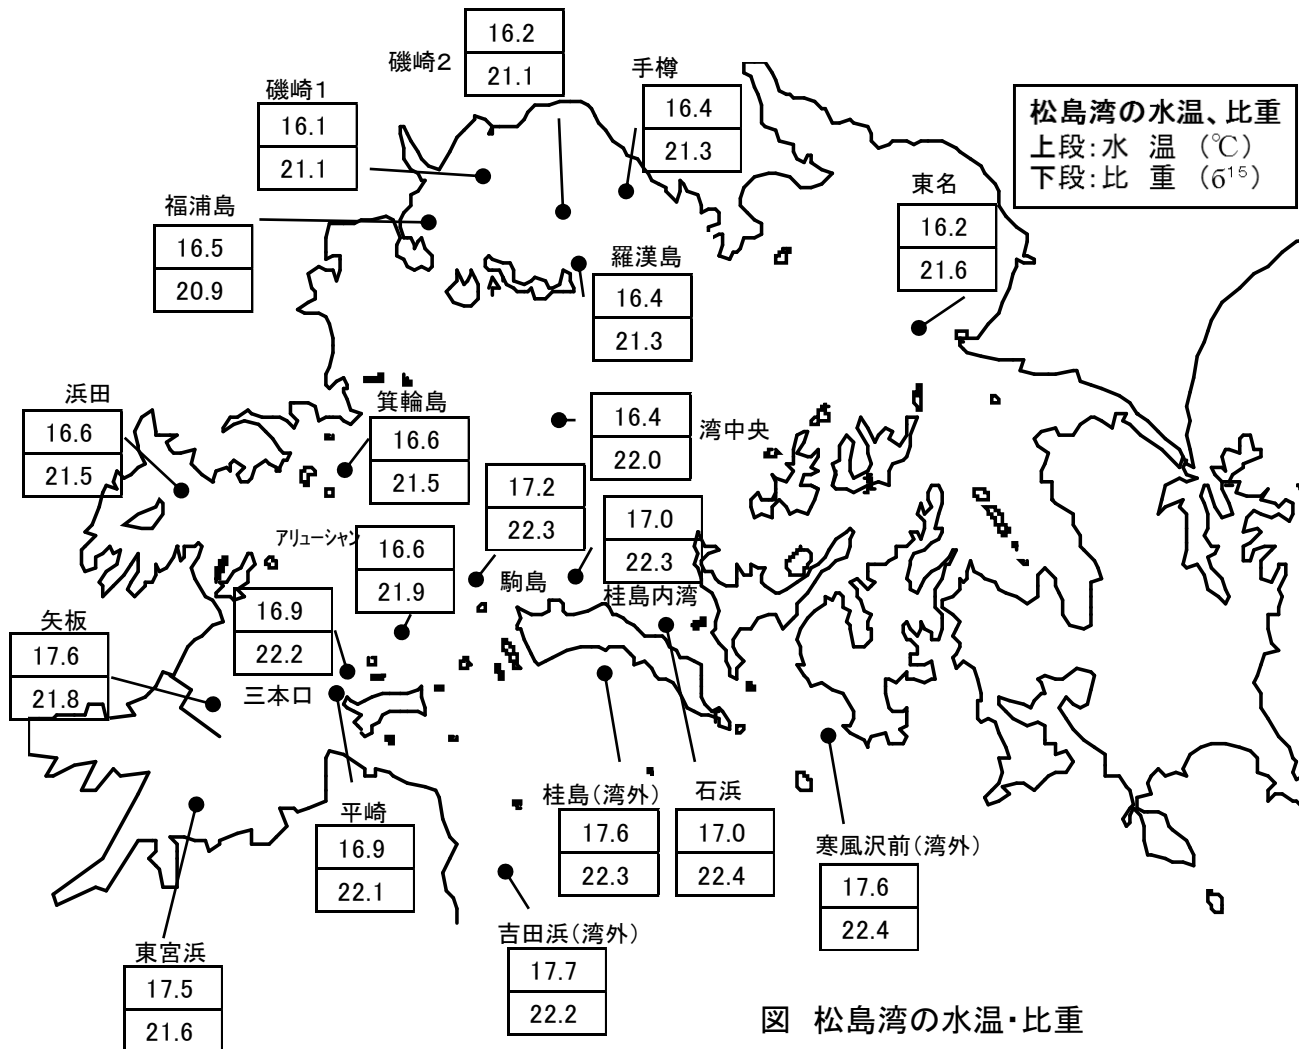 16.2
磯崎2
21.1
手樽
磯崎1
16.4
21.3
16.1
21.1
松島湾の水温、比重
上段:水 温 (℃)
下段:比 重 (б¹⁵)
東名
16.2
21.6
福浦島
16.5
20.9
羅漢島
16.4
21.3
浜田
16.6
21.5
箕輪島
16.6
21.5
16.4
湾中央
22.0
17.2
22.3
駒島
17.0
22.3
桂島内湾
アリューシャン
16.6
21.9
16.9
22.2
三本口
矢板
17.6
21.8
平崎
16.9
22.1
桂島(湾外)
17.6
22.3
石浜
17.0
22.4
寒風沢前(湾外)
17.6
22.4
東宮浜
17.5
21.6
吉田浜(湾外)
17.7
22.2
図 松島湾の水温・比重